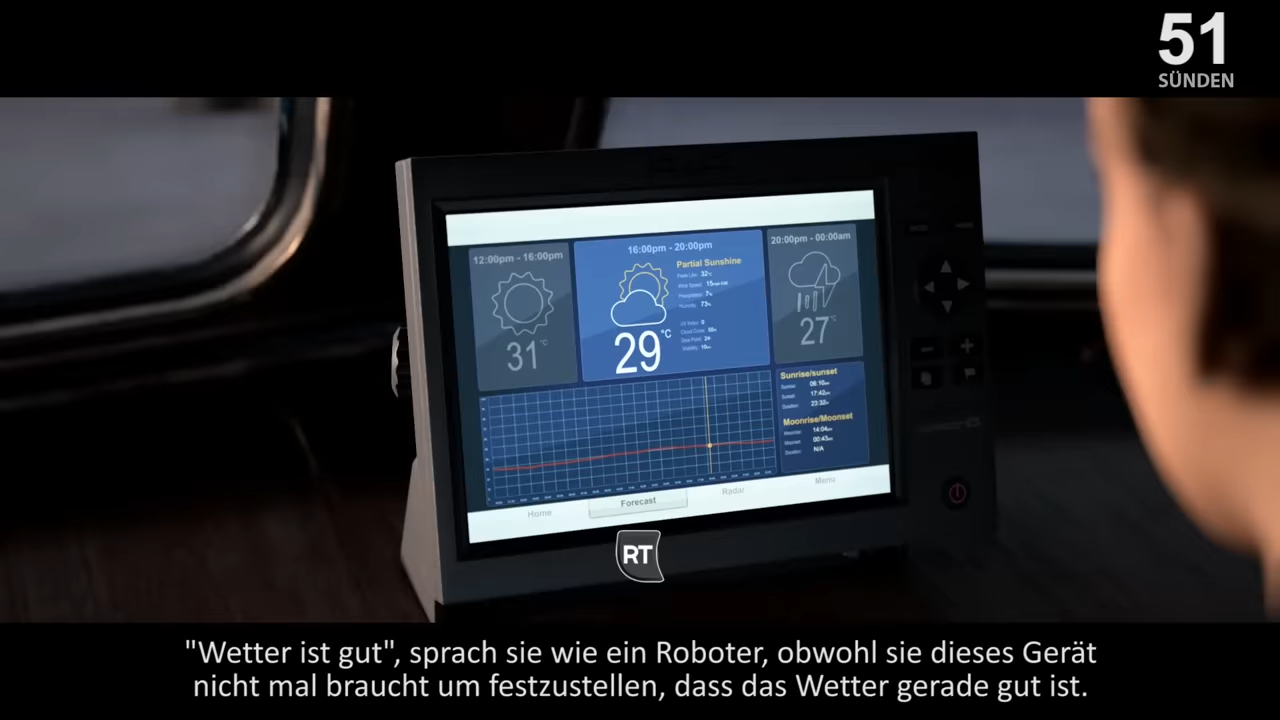 51
SÜNDEN
12:00pm - 16:00pm
16:00pm - 20:00pm
20:00pm - 00:00am
Partial Sunshine
31 °C
29 °C
27
Sunrise/sunset
Moonrise/Moonset
N/A
Home
Forecast
Radar
Menu
RT
"Wetter ist gut", sprach sie wie ein Roboter, obwohl sie dieses Gerät
nicht mal braucht um festzustellen, dass das Wetter gerade gut ist.